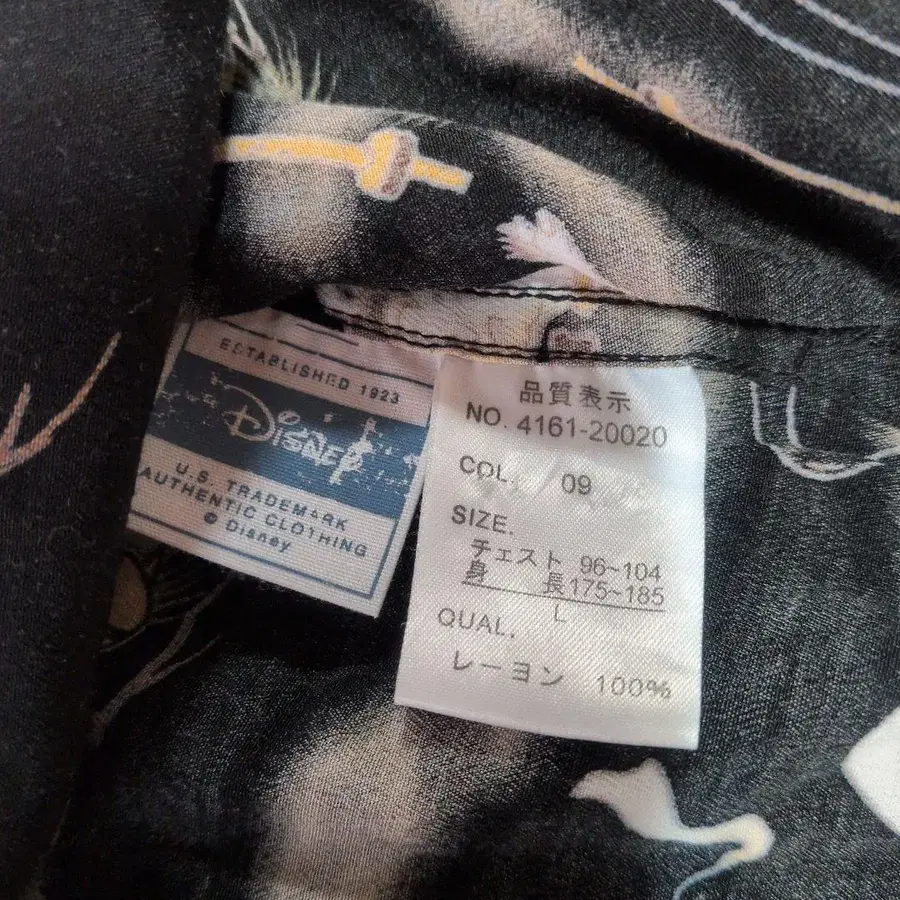 ESTABLISHED 1923
Disney
U.S. TRADEMARK
AUTHENTIC CLOTHING
© Disney
品質表示
NO. 4161-20020
COL. 09
SIZE.
チェスト 96~104
身 長175~185
L
QUAL.
レーヨン 100%